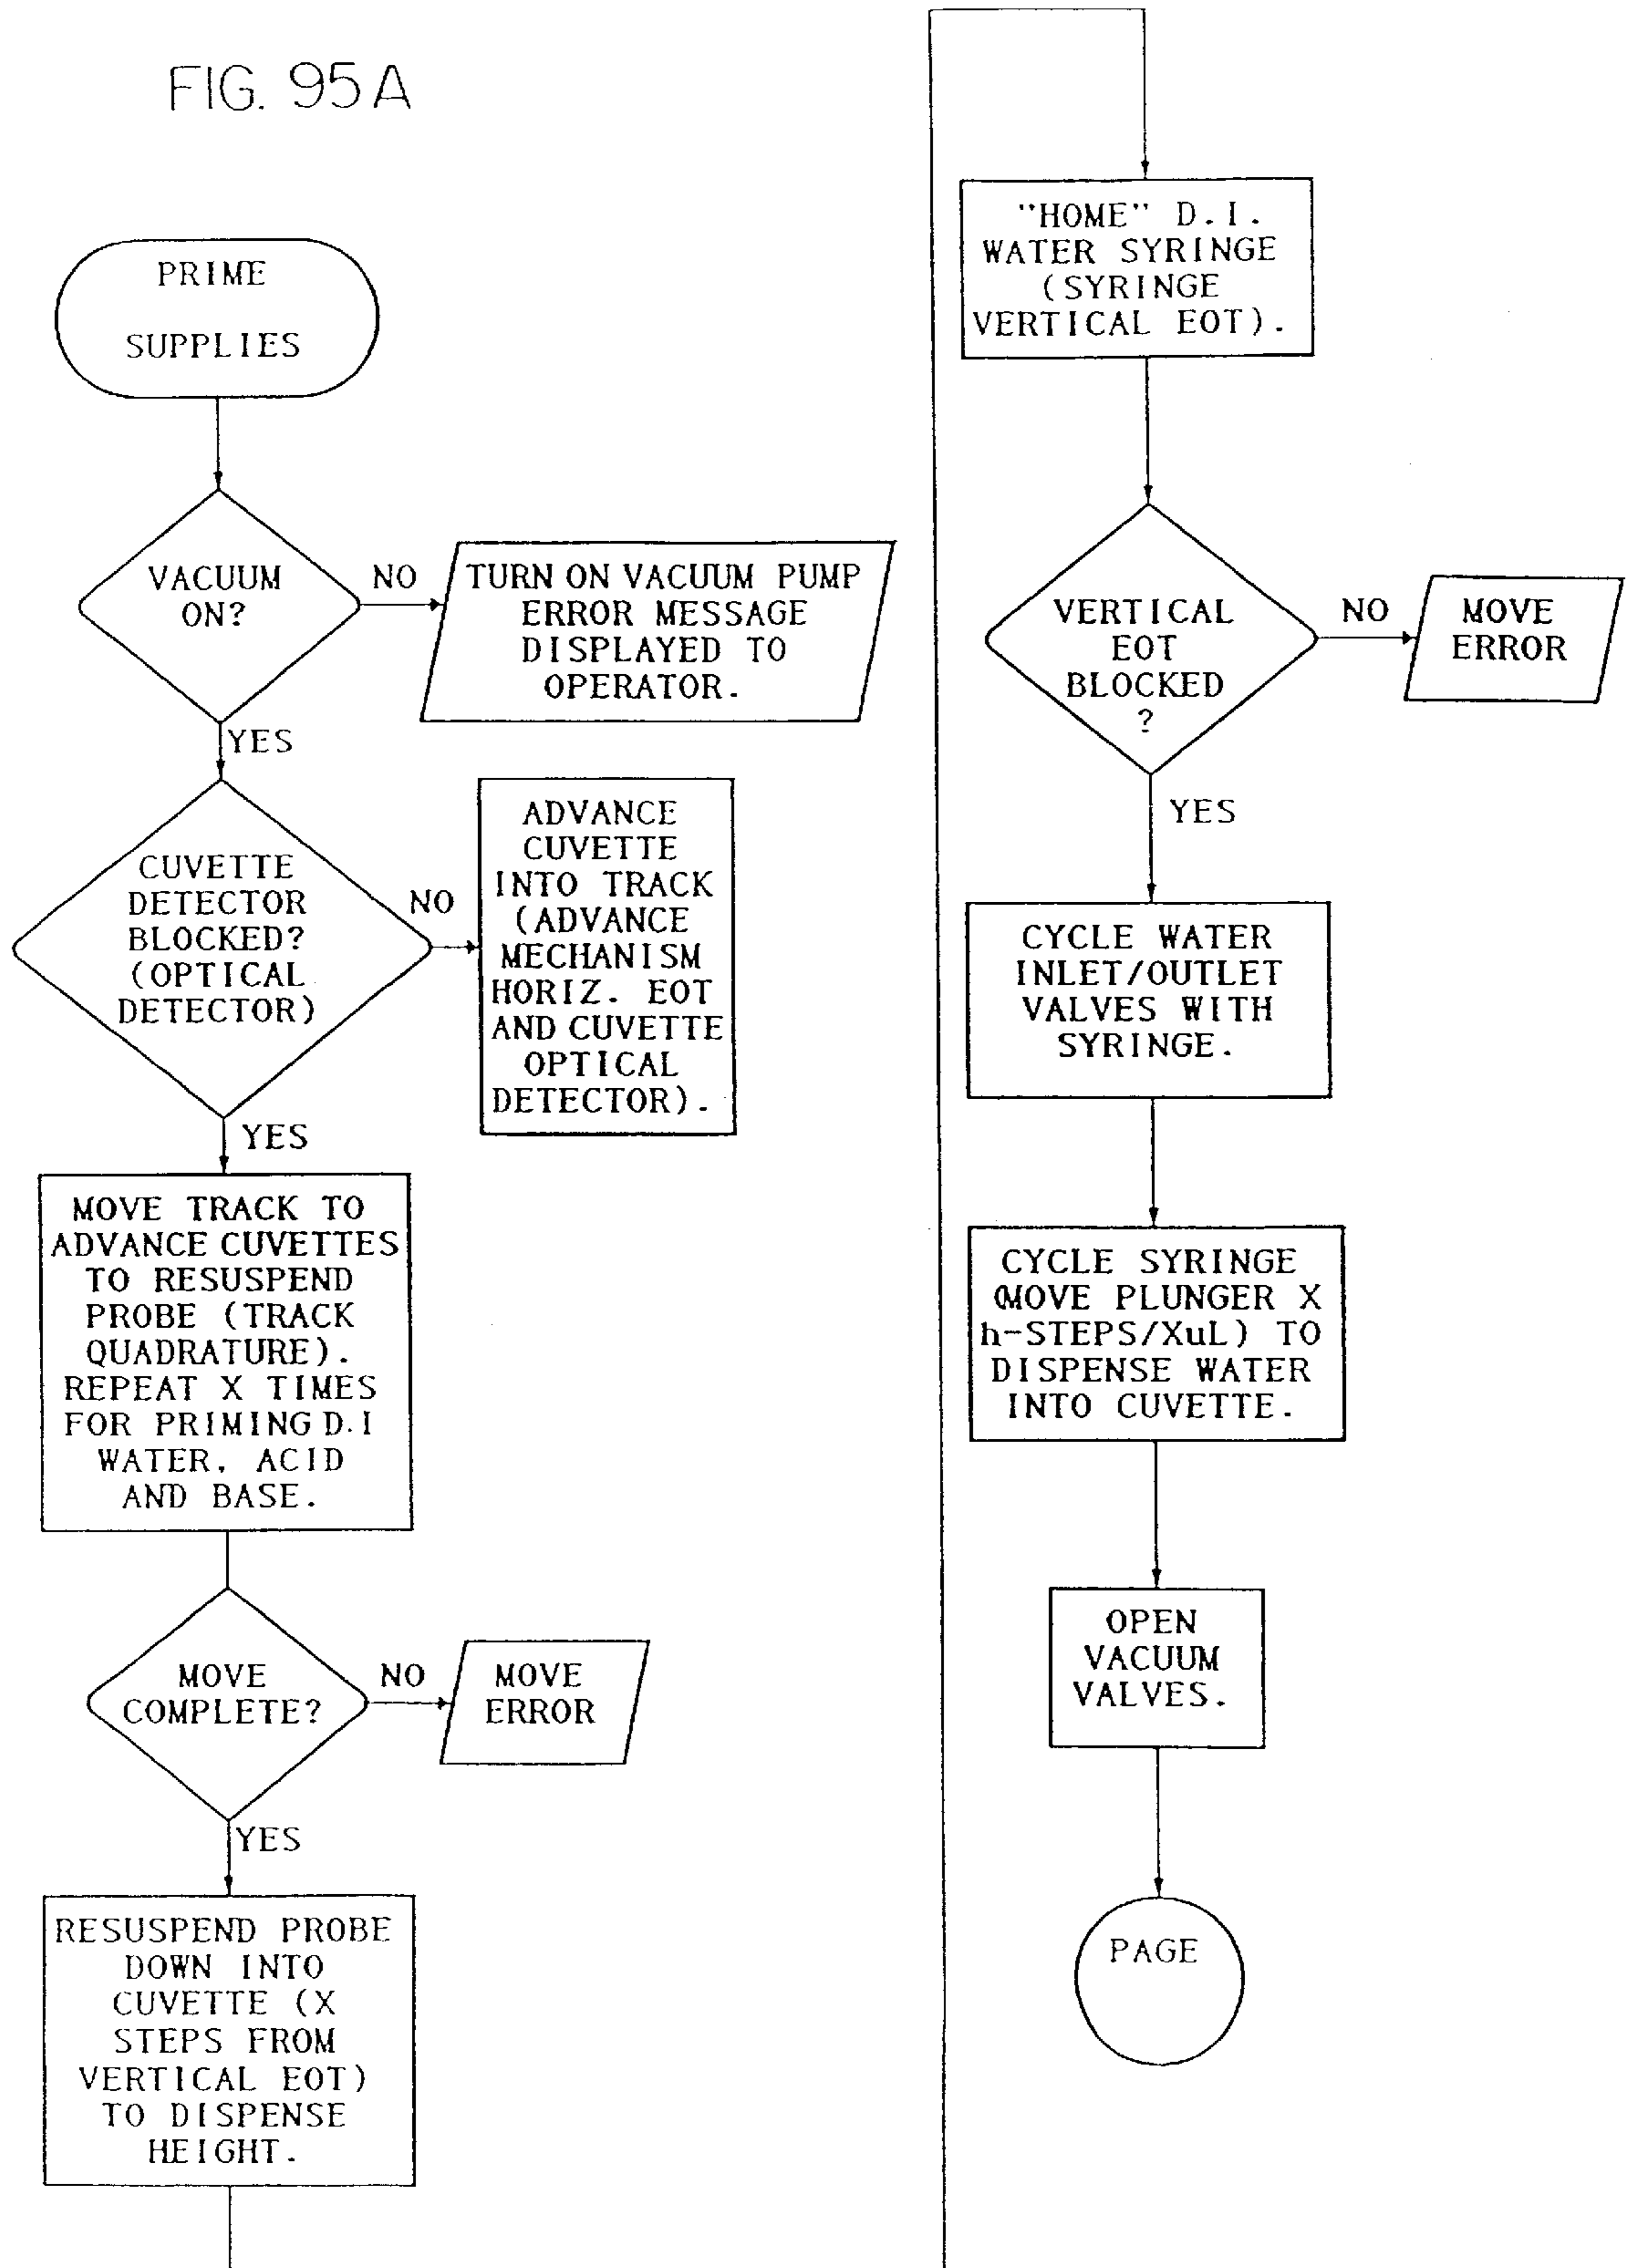 FIG. 95A
PRIME
SUPPLIES
VACUUM
ON?
NO
TURN ON VACUUM PUMP
ERROR MESSAGE
DISPLAYED TO
OPERATOR.
YES
CUVETTE
DETECTOR
BLOCKED?
(OPTICAL
DETECTOR)
NO
ADVANCE
CUVETTE
INTO TRACK
(ADVANCE
MECHANISM
HORIZ. EOT
AND CUVETTE
OPTICAL
DETECTOR).
YES
MOVE TRACK TO
ADVANCE CUVETTES
TO RESUSPEND
PROBE (TRACK
QUADRATURE).
REPEAT X TIMES
FOR PRIMING D.I
WATER, ACID
AND BASE.
MOVE
COMPLETE?
NO
MOVE
ERROR
YES
RESUSPEND PROBE
DOWN INTO
CUVETTE (X
STEPS FROM
VERTICAL EOT)
TO DISPENSE
HEIGHT.
"HOME" D.I.
WATER SYRINGE
(SYRINGE
VERTICAL EOT).
VERTICAL
EOT
BLOCKED
?
NO
MOVE
ERROR
YES
CYCLE WATER
INLET/OUTLET
VALVES WITH
SYRINGE.
CYCLE SYRINGE
(MOVE PLUNGER X
h-STEPS/XuL) TO
DISPENSE WATER
INTO CUVETTE.
OPEN
VACUUM
VALVES.
PAGE